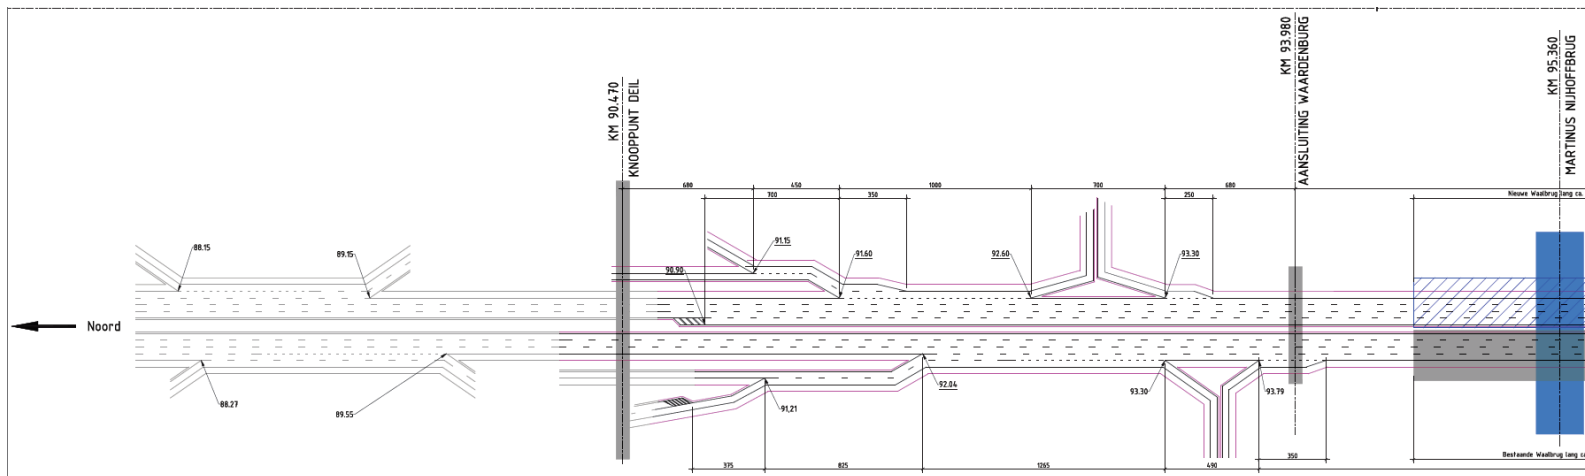 KM 90.470
KNOOPPUNT DEIL
KM 93.980
AANSLUITING WAARDENBURG
KM 95.360
MARTINUS NIJHOFFBRUG
680
450
1000
700
680
700
350
250
Nieuwe Waalbrug lang ca.
88.15
89.15
90.90
91.15
91.60
92.60
93.30
Noord
88.27
89.55
91,21
92.04
93.30
93.79
350
Bestaande Waalbrug lang ca
375
825
1265
490